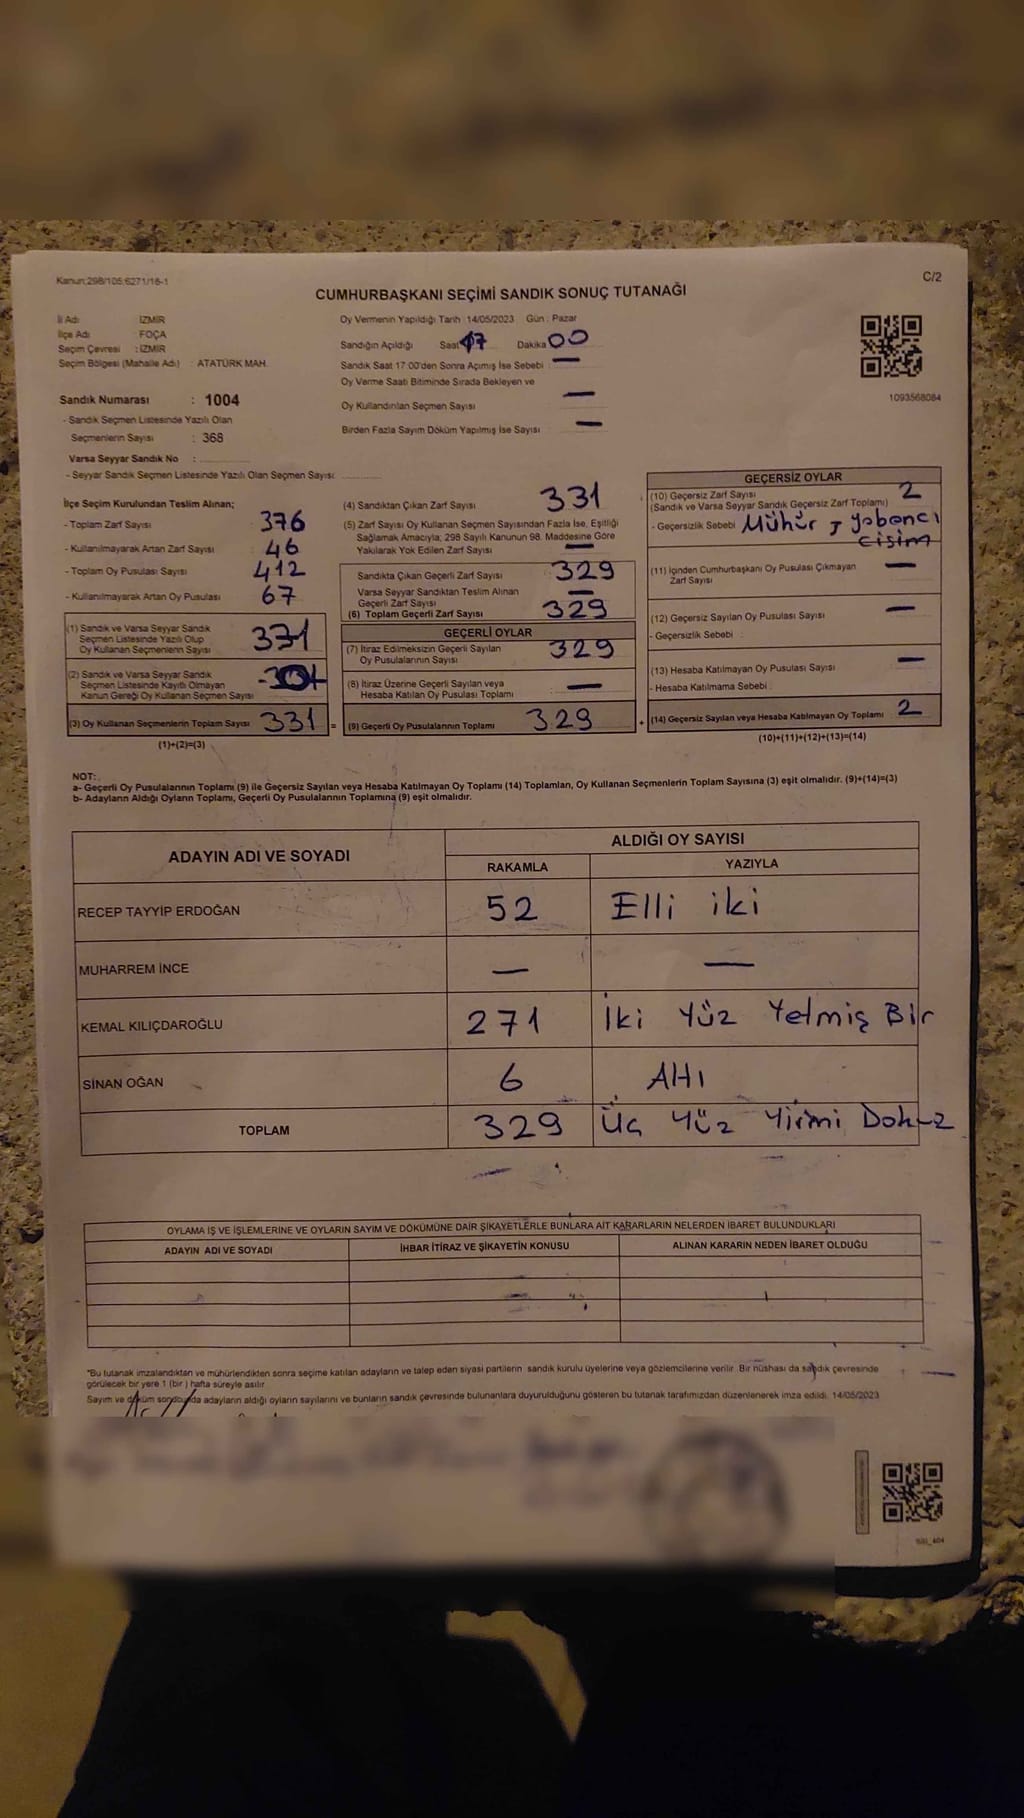 Kanun;298/105;6271/16-1
C/2
CUMHURBAŞKANI SEÇİMİ SANDIK SONUÇ TUTANAĞI
İl Adı : İZMİR
İlçe Adı : FOÇA
Seçim Çevresi : İZMİR
Seçim Bölgesi (Mahalle Adı) : ATATÜRK MAH.
Sandık Numarası : 1004
- Sandık Seçmen Listesinde Yazılı Olan
Seçmenlerin Sayısı : 368
Varsa Seyyar Sandık No :
- Seyyar Sandık Seçmen Listesinde Yazılı Olan Seçmen Sayısı:
Oy Vermenin Yapıldığı Tarih :14/05/2023 Gün : Pazar
Sandığın Açıldığı Saat 17 Dakika 00
Sandık Saat 17:00'den Sonra Açımış İse Sebebi : —
Oy Verme Saati Bitiminde Sırada Bekleyen ve
Oy Kullandırılan Seçmen Sayısı —
Birden Fazla Sayım Döküm Yapılmış İse Sayısı —
1093568084
İlçe Seçim Kurulundan Teslim Alınan;
- Toplam Zarf Sayısı 376
- Kullanılmayarak Artan Zarf Sayısı 46
- Toplam Oy Pusulası Sayısı 412
- Kullanılmayarak Artan Oy Pusulası 67
(1) Sandık ve Varsa Seyyar Sandık
Seçmen Listesinde Yazılı Olup
Oy Kullanan Seçmenlerin Sayısı 331
(2) Sandık ve Varsa Seyyar Sandık
Seçmen Listesinde Kayıtlı Olmayan
Kanun Gereği Oy Kullanan Seçmen Sayısı
(3) Oy Kullanan Seçmenlerin Toplam Sayısı 331 =
(1)+(2)=(3)
(4) Sandıktan Çıkan Zarf Sayısı 331
(5) Zarf Sayısı Oy Kullanan Seçmen Sayısından Fazla İse, Eşitliği
Sağlamak Amacıyla; 298 Sayılı Kanunun 98. Maddesine Göre
Yakılarak Yok Edilen Zarf Sayısı —
Sandıkta Çıkan Geçerli Zarf Sayısı 329
Varsa Seyyar Sandıktan Teslim Alınan
Geçerli Zarf Sayısı —
(6) Toplam Geçerli Zarf Sayısı 329
GEÇERLİ OYLAR
(7) İtiraz Edilmeksizin Geçerli Sayılan
Oy Pusulalarının Sayısı 329
(8) İtiraz Üzerine Geçerli Sayılan veya
Hesaba Katılan Oy Pusulası Toplamı —
(9) Geçerli Oy Pusulalarının Toplamı 329 +
GEÇERSİZ OYLAR
(10) Geçersiz Zarf Sayısı 2
(Sandık ve Varsa Seyyar Sandık Geçersiz Zarf Toplamı)
- Geçersizlik Sebebi Mühür, yabancı
cisim
(11) İçinden Cumhurbaşkanı Oy Pusulası Çıkmayan
Zarf Sayısı —
(12) Geçersiz Sayılan Oy Pusulası Sayısı —
- Geçersizlik Sebebi :
(13) Hesaba Katılmayan Oy Pusulası Sayısı —
- Hesaba Katılmama Sebebi
(14) Geçersiz Sayılan veya Hesaba Katılmayan Oy Toplamı 2
(10)+(11)+(12)+(13)=(14)
NOT:
a- Geçerli Oy Pusulalarının Toplamı (9) ile Geçersiz Sayılan veya Hesaba Katılmayan Oy Toplamı (14) Toplamları, Oy Kullanan Seçmenlerin Toplam Sayısına (3) eşit olmalıdır. (9)+(14)=(3)
b- Adayların Aldığı Oyların Toplamı, Geçerli Oy Pusulalarının Toplamına (9) eşit olmalıdır.
ADAYIN ADI VE SOYADI
ALDIĞI OY SAYISI
RAKAMLA YAZIYLA
RECEP TAYYİP ERDOĞAN 52 Elli iki
MUHARREM İNCE — —
KEMAL KILIÇDAROĞLU 271 İki Yüz Yetmiş Bir
SİNAN OĞAN 6 Altı
TOPLAM 329 Üç Yüz Yirmi Dokuz
OYLAMA İŞ VE İŞLEMLERİNE VE OYLARIN SAYIM VE DÖKÜMÜNE DAİR ŞİKAYETLERLE BUNLARA AİT KARARLARIN NELERDEN İBARET BULUNDUKLARI
ADAYIN ADI VE SOYADI İHBAR İTİRAZ VE ŞİKAYETİN KONUSU ALINAN KARARIN NEDEN İBARET OLDUĞU
*Bu tutanak imzalandıktan ve mühürlendikten sonra seçime katılan adayların ve talep eden siyasi partilerin sandık kurulu üyelerine veya gözlemcilerine verilir. Bir nüshası da sandık çevresinde
görülecek bir yere 1 (bir ) hafta süreyle asılır.
Sayım ve döküm sonucunda adayların aldığı oyların sayılarını ve bunların sandık çevresinde bulunanlara duyurulduğunu gösteren bu tutanak tarafımızdan düzenlenerek imza edildi. 14/05/2023